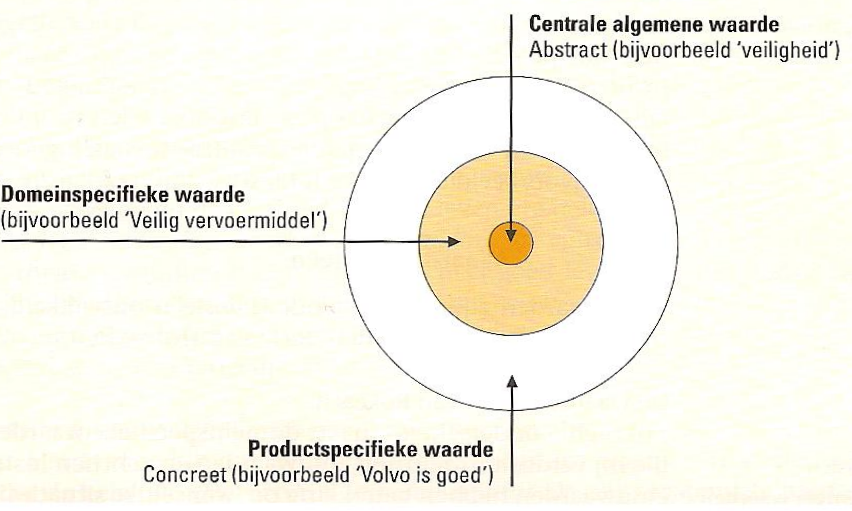 Centrale algemene waarde
Abstract (bijvoorbeeld ‘veiligheid’)
Domeinspecifieke waarde
(bijvoorbeeld ‘Veilig vervoermiddel’)
Productspecifieke waarde
Concreet (bijvoorbeeld ‘Volvo is goed’)